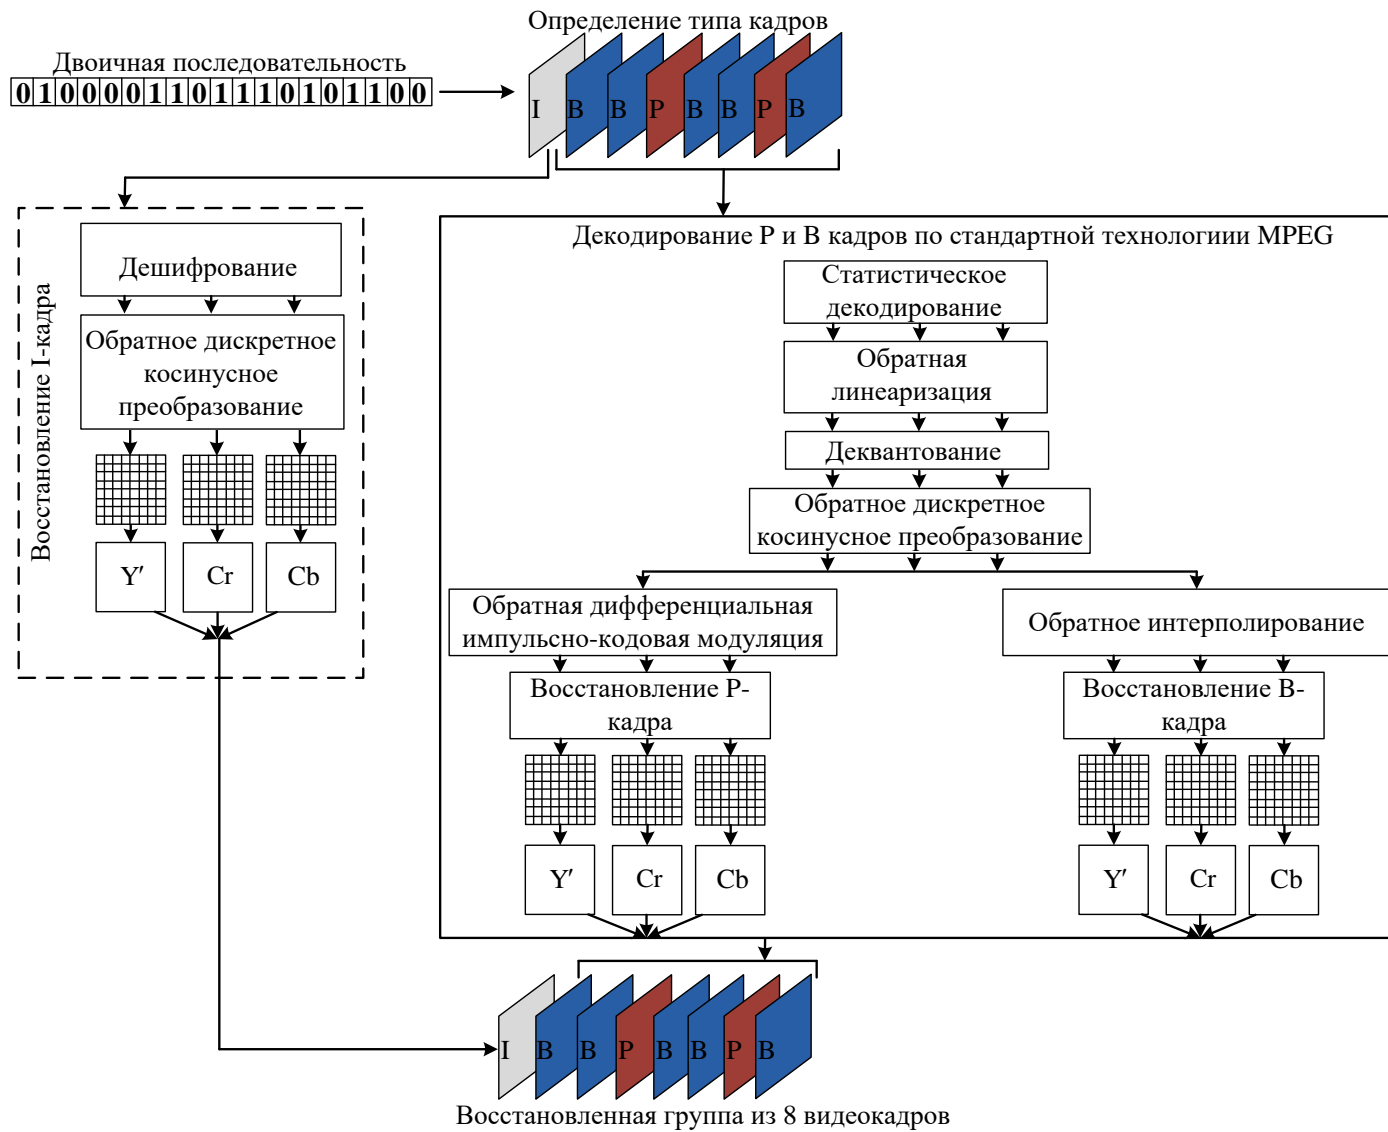 Определение типа кадров
Двоичная последовательность
01000011011101011 00
I B B P B B P B
Восстановление I-кадра
Дешифрование
Обратное дискретное
косинусное
преобразование
Y' Cr Cb
Декодирование P и B кадров по стандартной технологиии MPEG
Статистическое
декодирование
Обратная
линеаризация
Деквантование
Обратное дискретное
косинусное преобразование
Обратная дифференциальная
импульсно-кодовая модуляция
Восстановление P-
кадра
Y' Cr Cb
Обратное интерполирование
Восстановление B-
кадра
Y' Cr Cb
I B B P B B P B
Восстановленная группа из 8 видеокадров